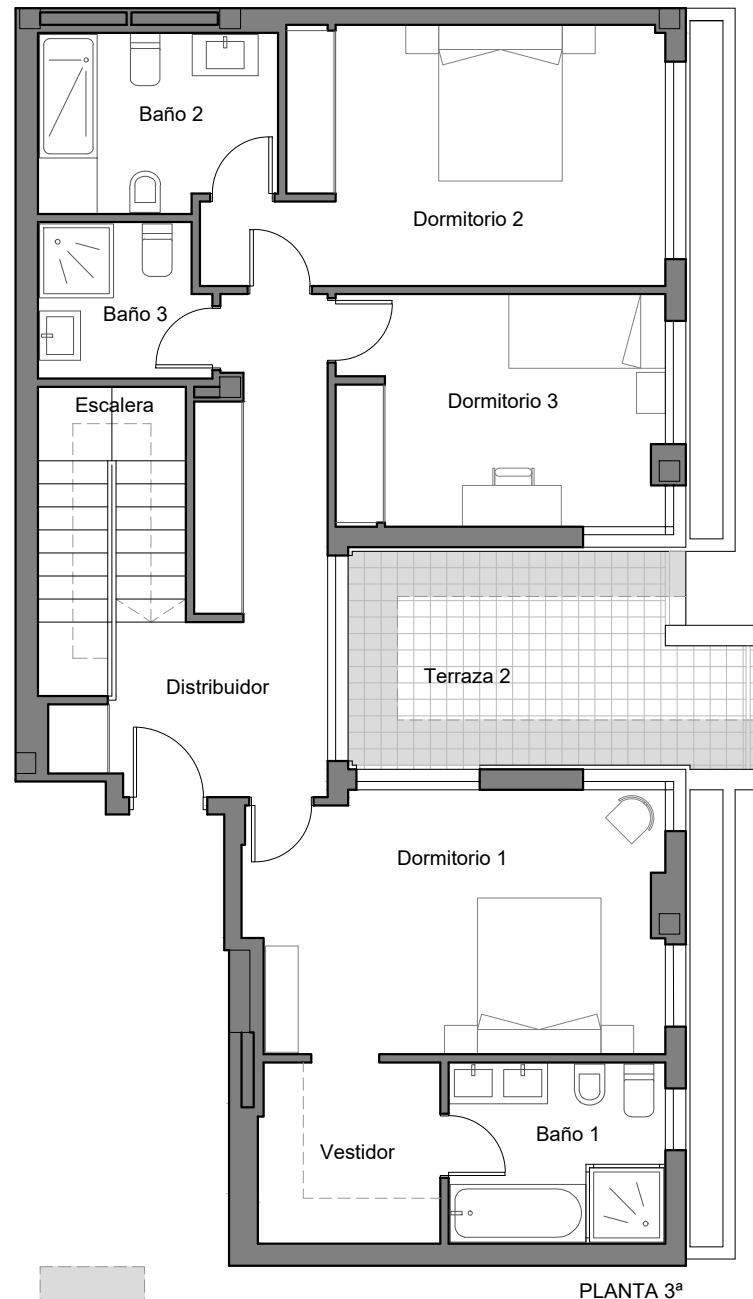 Baño 2
Dormitorio 2
Baño 3
Dormitorio 3
Escalera
Terraza 2
Distribuidor
Dormitorio 1
Baño 1
Vestidor
PLANTA 3ª